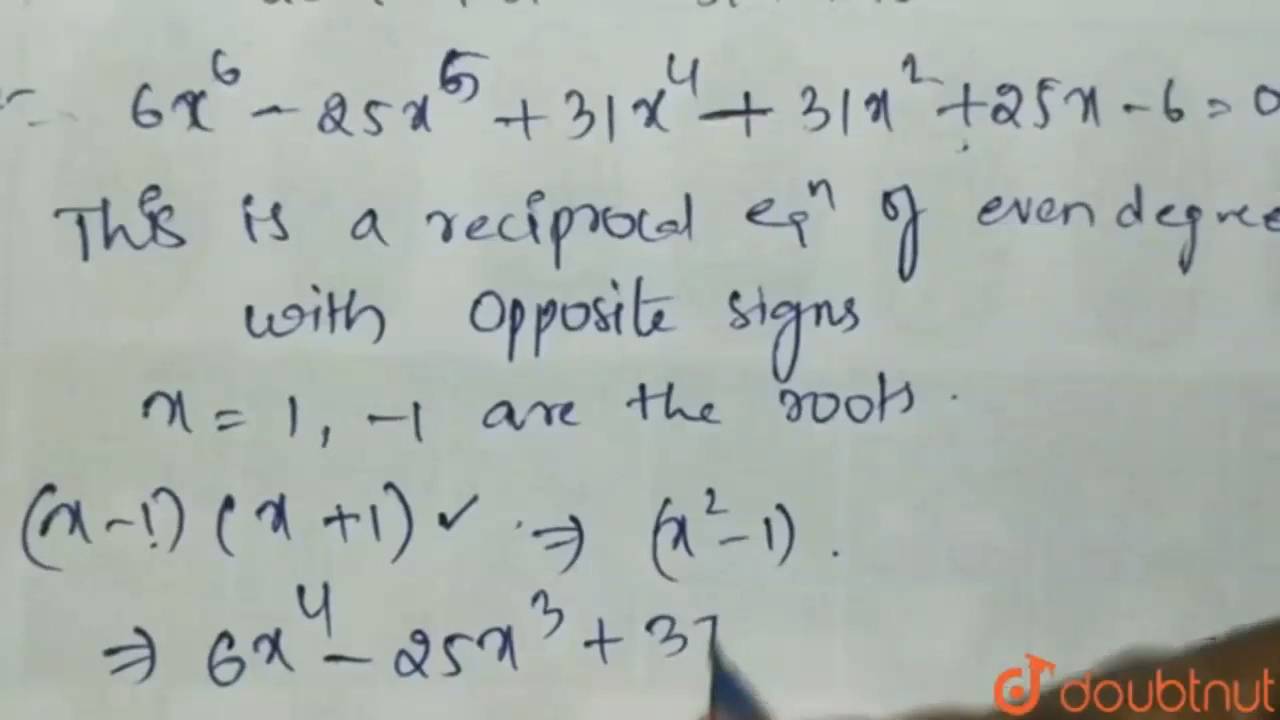 6x⁶ - 25x⁵ + 31x⁴ + 31x² + 25x - 6 = 0
This is a reciprocal eqⁿ of even degree
with opposite signs
x = 1, -1 are the roots.
(x-1) (x+1) ✓ ⇒ (x²-1).
⇒ 6x⁴ - 25x³ + 37
doubtnut